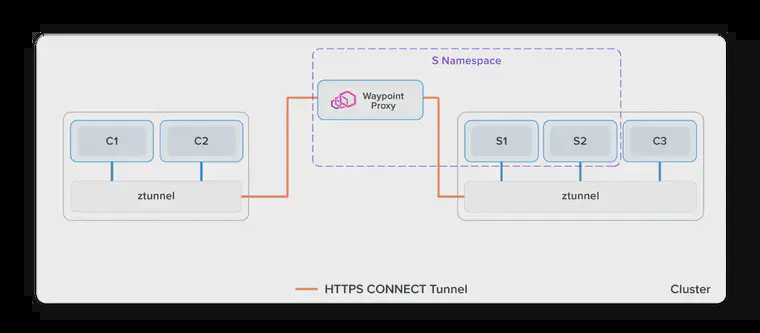 S Namespace
Waypoint
Proxy
C1
C2
S1
S2
C3
ztunnel
ztunnel
HTTPS CONNECT Tunnel
Cluster